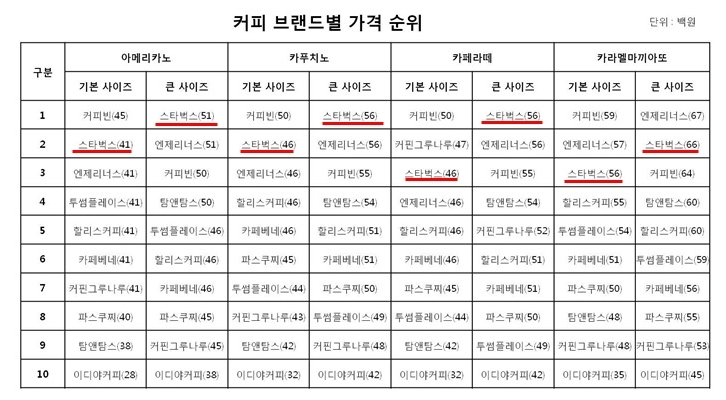 커피 브랜드별 가격 순위
단위 : 백원
구분 아메리카노 카푸치노 카페라떼 카라멜마끼아또
기본 사이즈 큰 사이즈 기본 사이즈 큰 사이즈 기본 사이즈 큰 사이즈 기본 사이즈 큰 사이즈
1 커피빈(45) 스타벅스(51) 커피빈(50) 스타벅스(56) 커피빈(50) 스타벅스(56) 커피빈(59) 엔제리너스(67)
2 스타벅스(41) 엔제리너스(51) 스타벅스(46) 엔제리너스(56) 커핀그루나루(47) 엔제리너스(56) 엔제리너스(57) 스타벅스(66)
3 엔제리너스(41) 커피빈(50) 엔제리너스(46) 커피빈(55) 스타벅스(46) 커피빈(55) 스타벅스(56) 커피빈(64)
4 투썸플레이스(41) 탐앤탐스(50) 할리스커피(46) 탐앤탐스(54) 엔제리너스(46) 탐앤탐스(54) 할리스커피(55) 탐앤탐스(60)
5 할리스커피(41) 투썸플레이스(46) 카페베네(46) 할리스커피(51) 할리스커피(46) 커핀그루나루(52) 투썸플레이스(54) 할리스커피(60)
6 카페베네(41) 할리스커피(46) 파스쿠찌(45) 카페베네(51) 카페베네(46) 할리스커피(51) 카페베네(51) 투썸플레이스(59)
7 커핀그루나루(41) 카페베네(46) 투썸플레이스(44) 파스쿠찌(50) 파스쿠찌(45) 카페베네(51) 파스쿠찌(50) 카페베네(56)
8 파스쿠찌(40) 파스쿠찌(45) 커핀그루나루(43) 투썸플레이스(49) 투썸플레이스(44) 파스쿠찌(50) 탐앤탐스(48) 파스쿠찌(55)
9 탐앤탐스(38) 커핀그루나루(45) 탐앤탐스(42) 커핀그루나루(48) 탐앤탐스(42) 투썸플레이스(49) 커핀그루나루(48) 커핀그루나루(53)
10 이디야커피(28) 이디야커피(38) 이디야커피(32) 이디야커피(42) 이디야커피(32) 이디야커피(42) 이디야커피(35) 이디야커피(45)